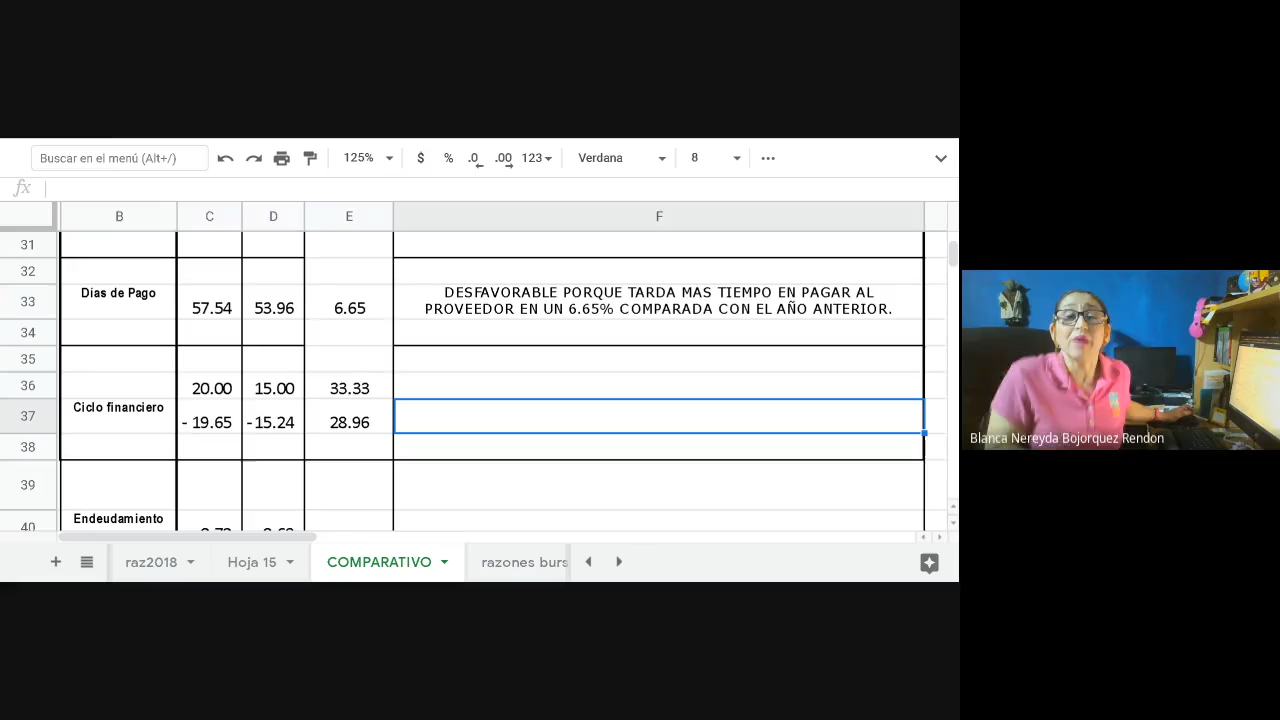 Buscar en el menú (Alt+/)
125%
$ % .0 .00 123
Verdana
8
fx
B C D E F
31
32
33
34
35
36
37
38
39
40
Dias de Pago
57.54 53.96 6.65
DESFAVORABLE PORQUE TARDA MAS TIEMPO EN PAGAR AL
PROVEEDOR EN UN 6.65% COMPARADA CON EL AÑO ANTERIOR.
20.00 15.00 33.33
Ciclo financiero
- 19.65 -15.24 28.96
Endeudamiento
Blanca Nereyda Bojorquez Rendon
+ raz2018 Hoja 15 COMPARATIVO razones burs